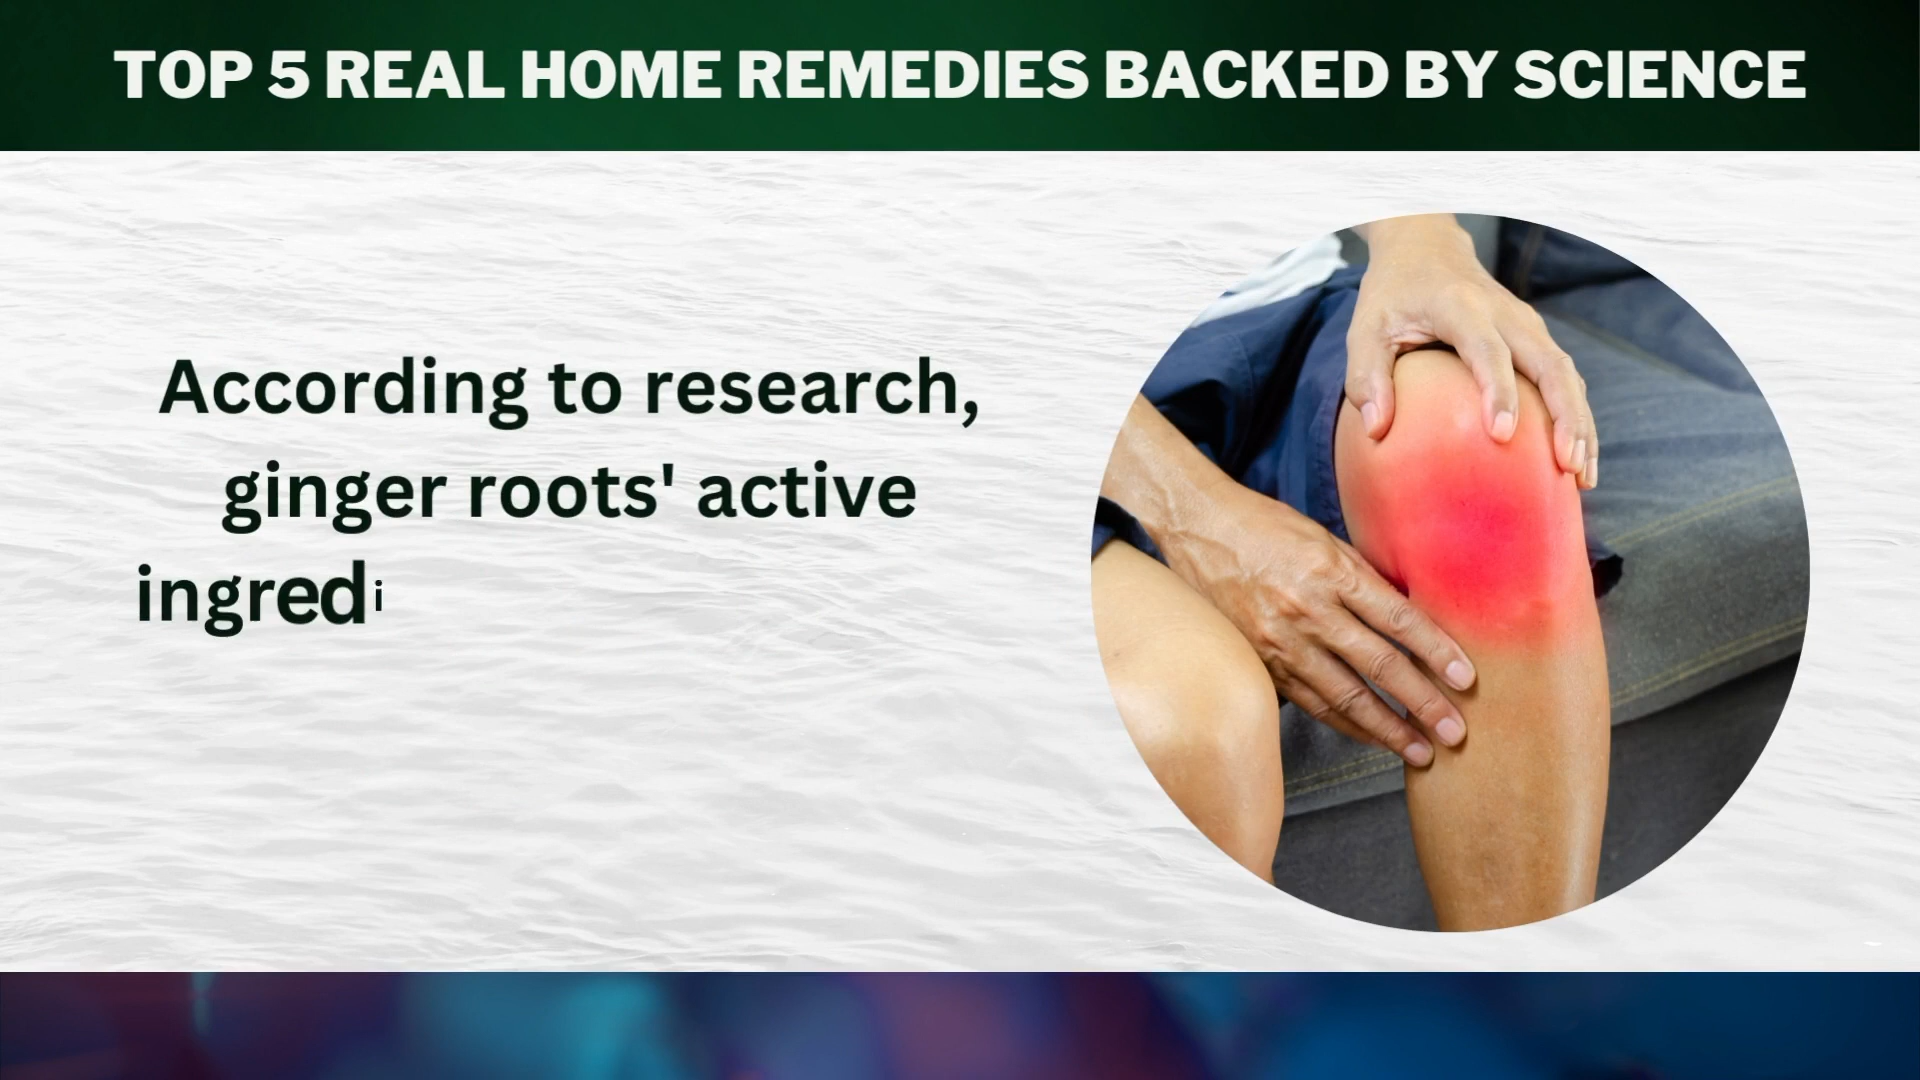 TOP 5 REAL HOME REMEDIES BACKED BY SCIENCE
According to research,
ginger roots' active
ingredi